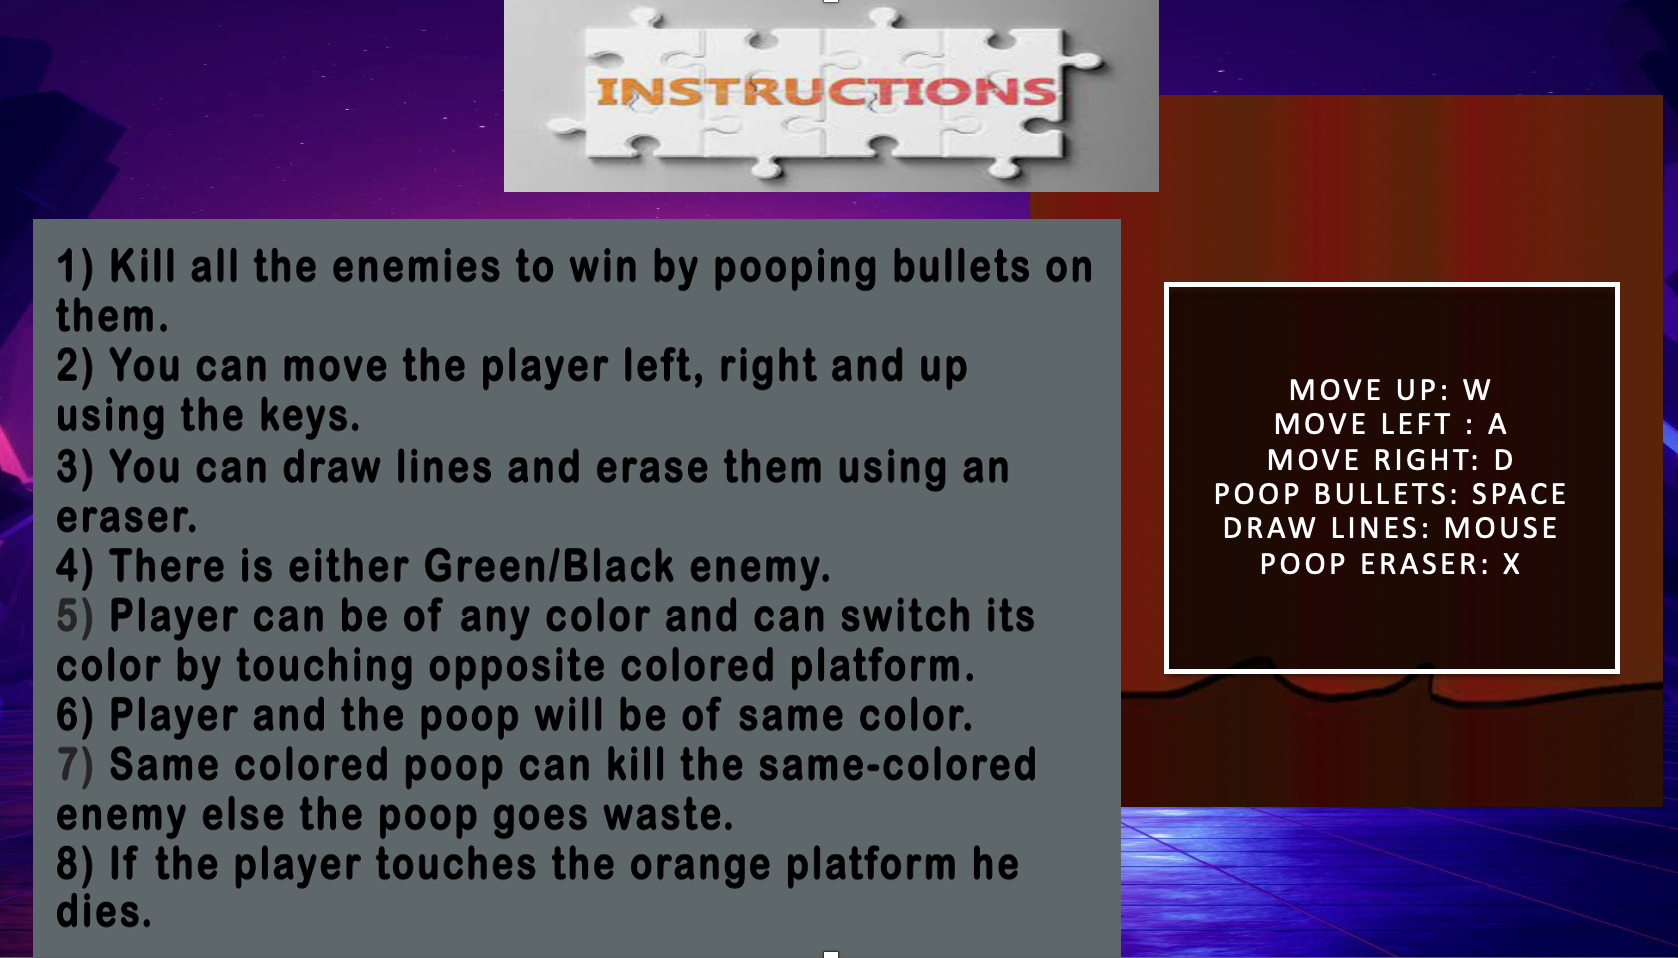 INSTRUCTIONS
1) Kill all the enemies to win by pooping bullets on
them.
2) You can move the player left, right and up
using the keys.
3) You can draw lines and erase them using an
eraser.
4) There is either Green/Black enemy.
5) Player can be of any color and can switch its
color by touching opposite colored platform.
6) Player and the poop will be of same color.
7) Same colored poop can kill the same-colored
enemy else the poop goes waste.
8) If the player touches the orange platform he
dies.
MOVE UP: W
MOVE LEFT : A
MOVE RIGHT: D
POOP BULLETS: SPACE
DRAW LINES: MOUSE
POOP ERASER: X